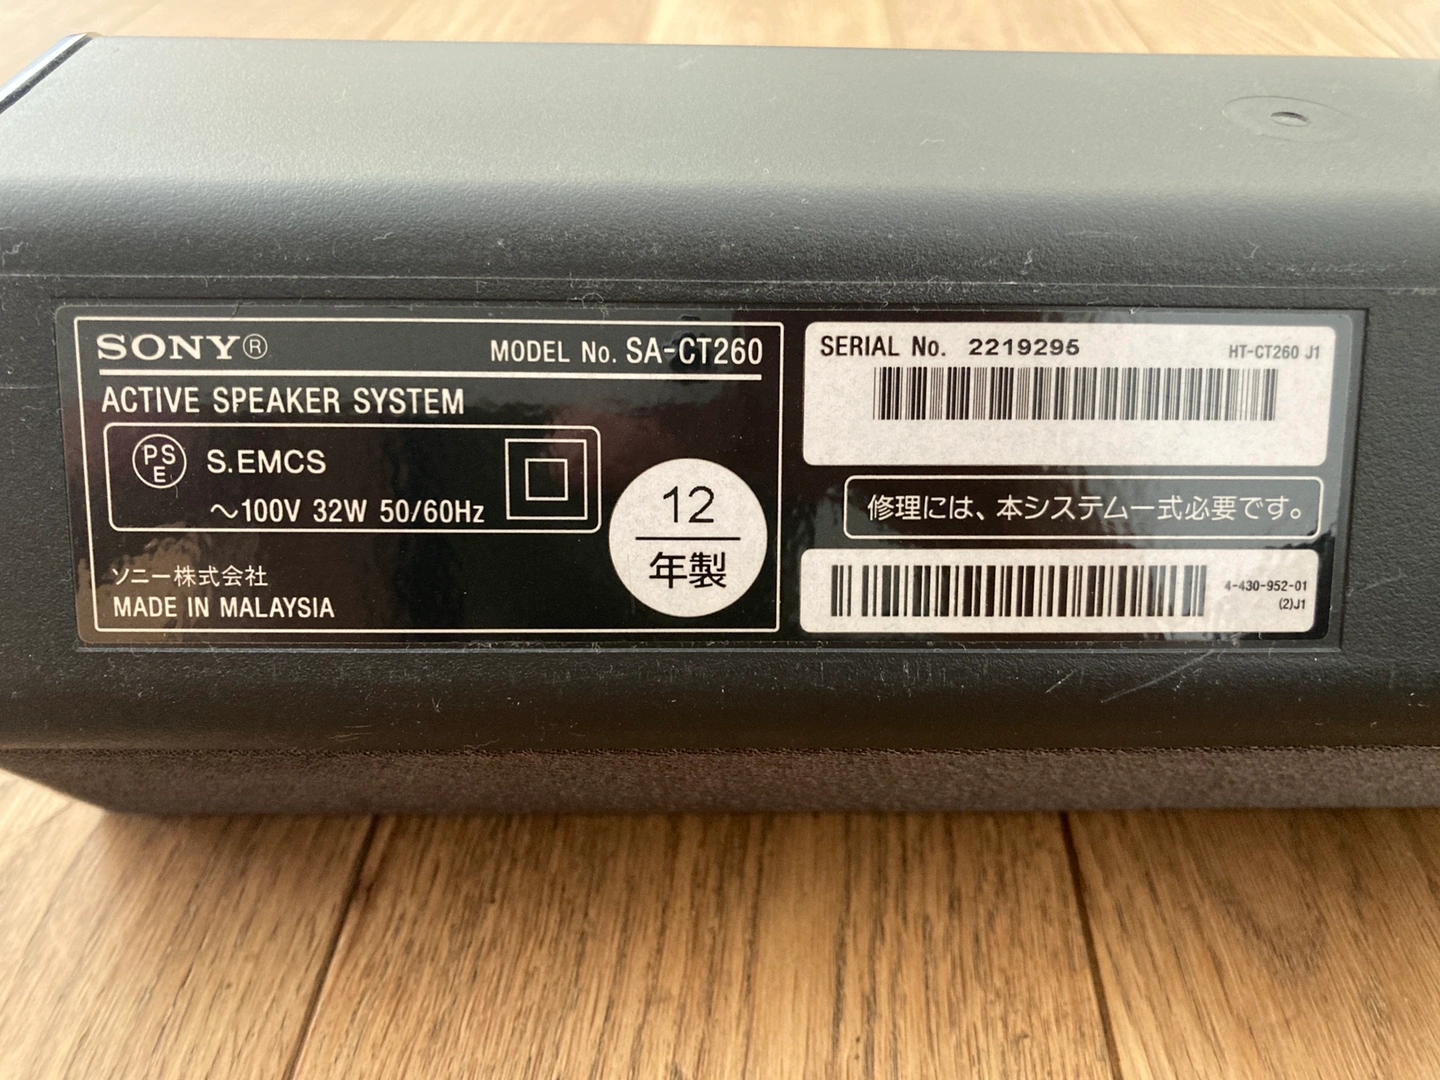 SONY® MODEL No. SA-CT260
ACTIVE SPEAKER SYSTEM
PS
E
S.EMCS
～100V 32W 50/60Hz
12
年製
ソニー株式会社
MADE IN MALAYSIA
SERIAL No. 2219295 HT-CT260 J1
修理には、本システム一式必要です。
4-430-952-01
(2)J1